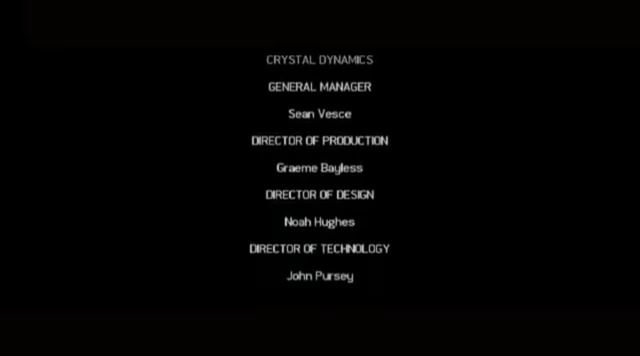 CRYSTAL DYNAMICS
GENERAL MANAGER
Sean Vesce
DIRECTOR OF PRODUCTION
Graeme Bayless
DIRECTOR OF DESIGN
Noah Hughes
DIRECTOR OF TECHNOLOGY
John Pursey